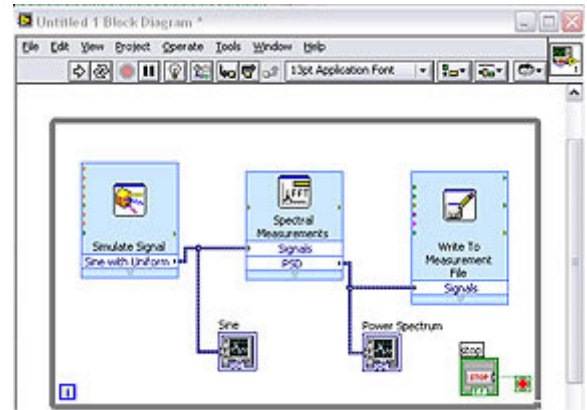 Untitled 1 Block Diagram *
File Edit View Project Operate Tools Window Help
13pt Application Font
FFT
Simulate Signal
Sine with Uniform
Spectral
Measurements
Signals
PSD
Write To
Measurement
File
Signals
Sine
Power Spectrum
stop
STOP
i